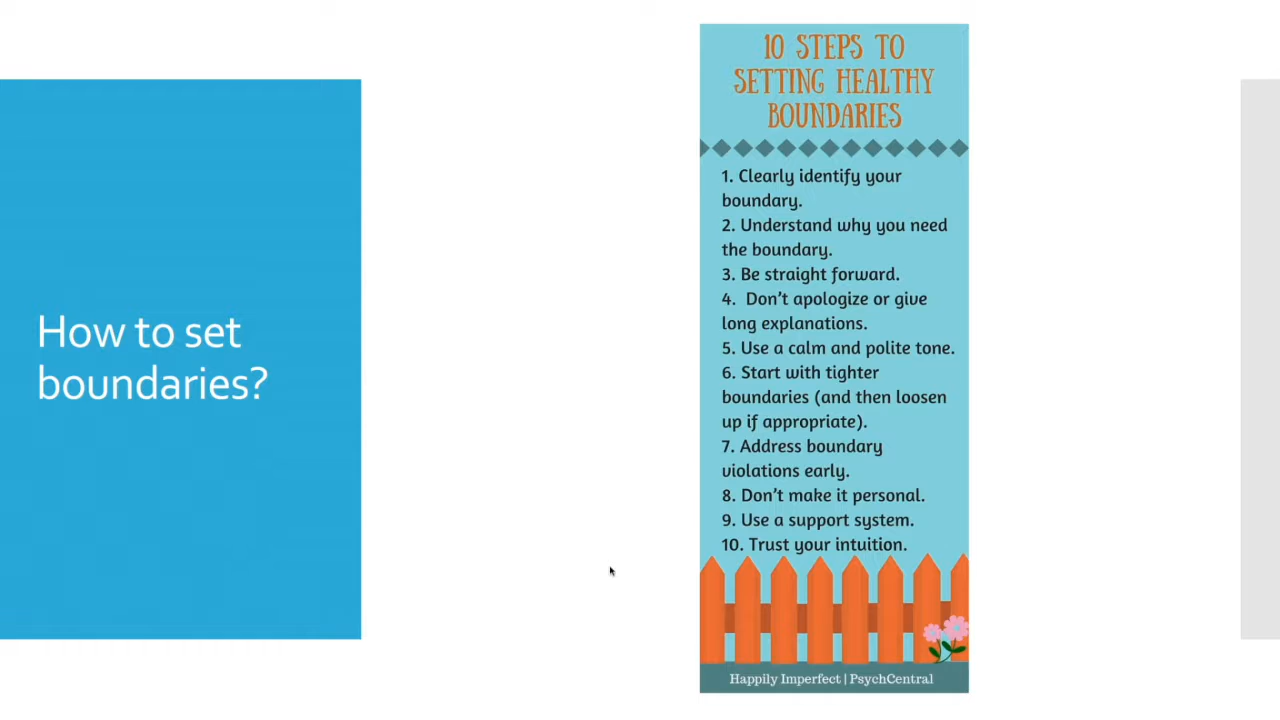 How to set
boundaries?
10 STEPS TO
SETTING HEALTHY
BOUNDARIES
1. Clearly identify your
boundary.
2. Understand why you need
the boundary.
3. Be straight forward.
4.  Don't apologize or give
long explanations.
5. Use a calm and polite tone.
6. Start with tighter
boundaries (and then loosen
up if appropriate).
7. Address boundary
violations early.
8. Don't make it personal.
9. Use a support system.
10. Trust your intuition.
Happily Imperfect | PsychCentral